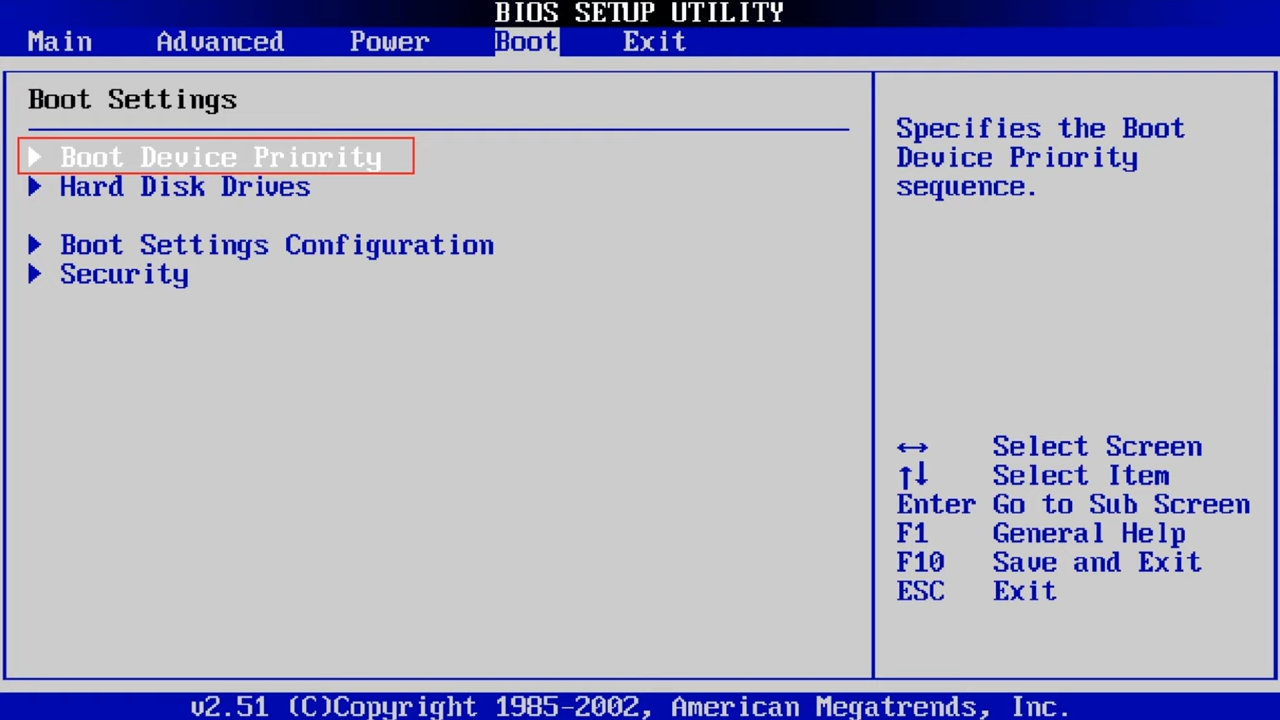 BIOS SETUP UTILITY
Main Advanced Power Boot Exit
Boot Settings
Boot Device Priority
Hard Disk Drives
Boot Settings Configuration
Security
Specifies the Boot
Device Priority
sequence.
↔ Select Screen
↑↓ Select Item
Enter Go to Sub Screen
F1 General Help
F10 Save and Exit
ESC Exit
v2.51 (C)Copyright 1985-2002, American Megatrends, Inc.